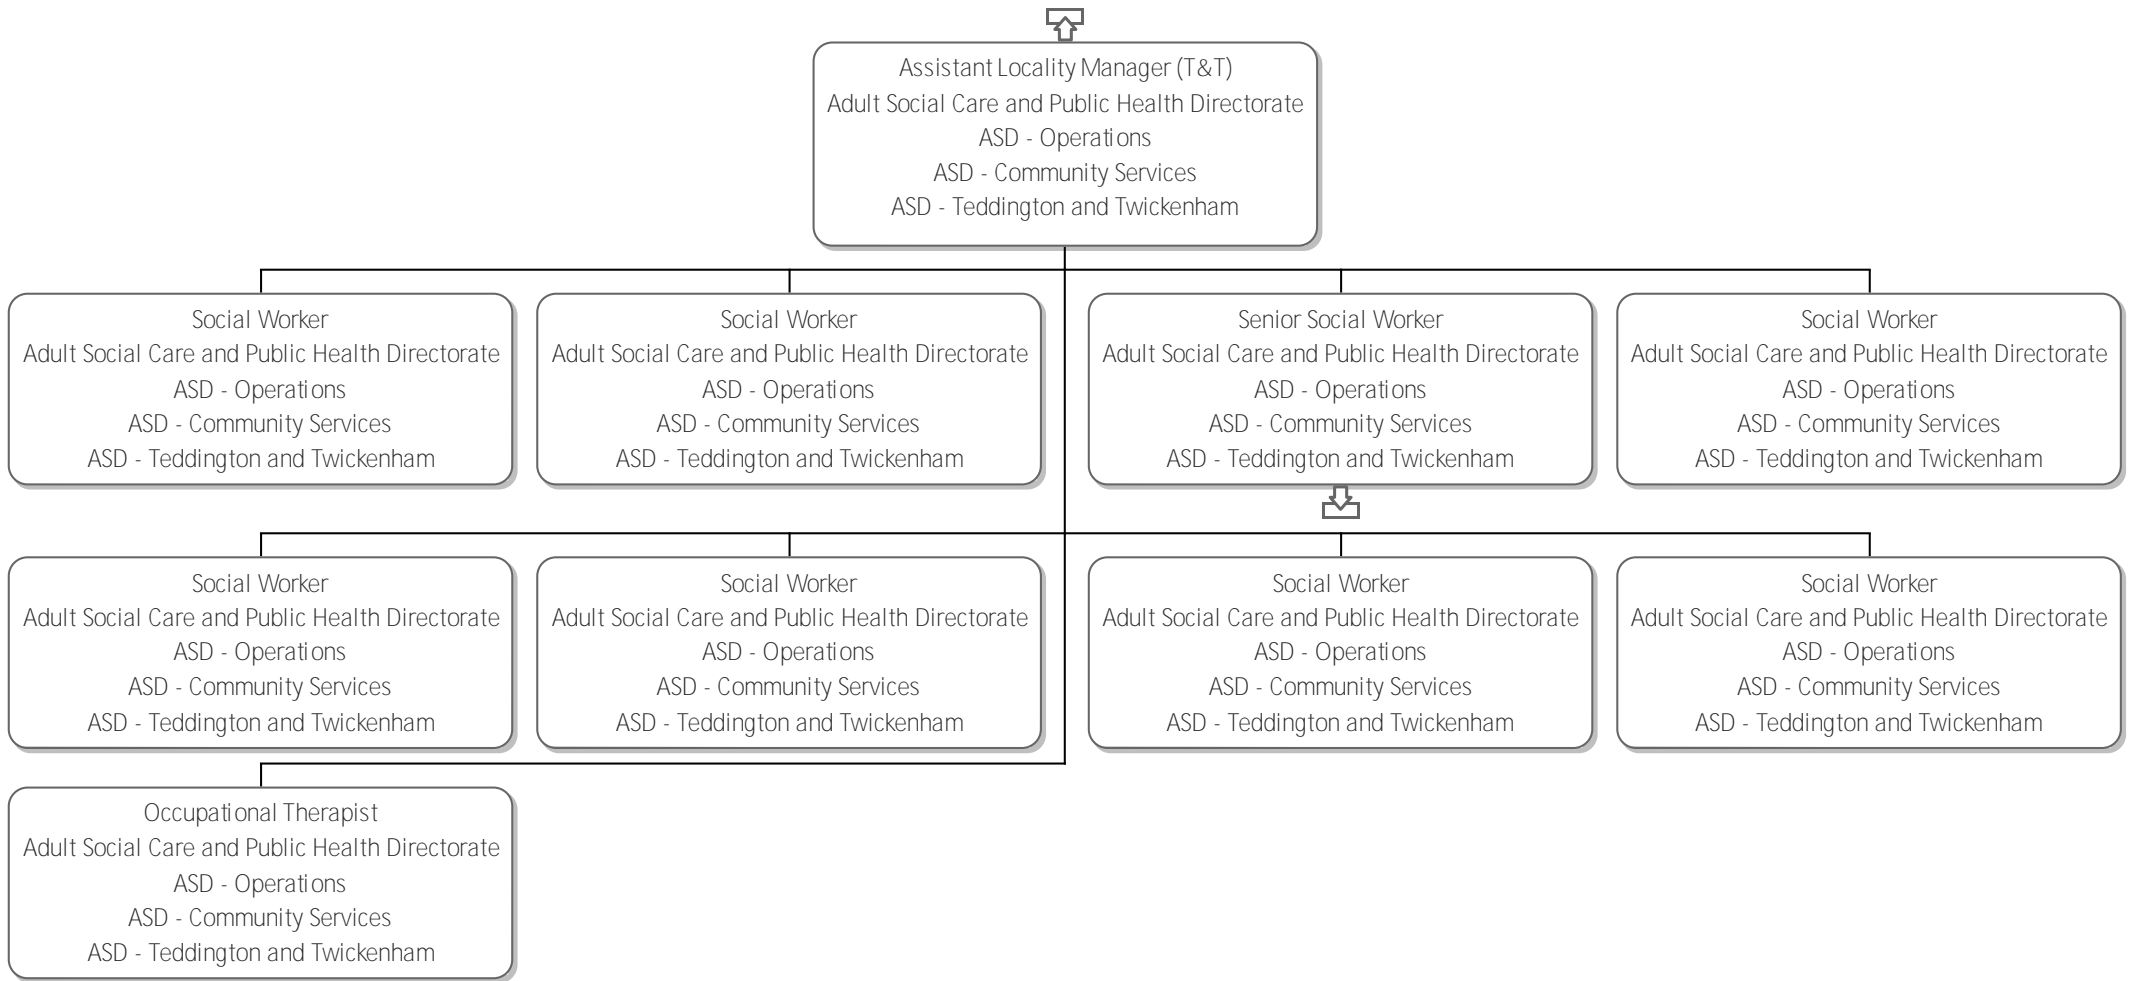 Assistant Locality Manager (T&T)
Adult Social Care and Public Health Directorate
ASD - Operations
ASD - Community Services
ASD - Teddington and Twickenham
Social Worker
Adult Social Care and Public Health Directorate
ASD - Operations
ASD - Community Services
ASD - Teddington and Twickenham
Social Worker
Adult Social Care and Public Health Directorate
ASD - Operations
ASD - Community Services
ASD - Teddington and Twickenham
Senior Social Worker
Adult Social Care and Public Health Directorate
ASD - Operations
ASD - Community Services
ASD - Teddington and Twickenham
Social Worker
Adult Social Care and Public Health Directorate
ASD - Operations
ASD - Community Services
ASD - Teddington and Twickenham
Social Worker
Adult Social Care and Public Health Directorate
ASD - Operations
ASD - Community Services
ASD - Teddington and Twickenham
Social Worker
Adult Social Care and Public Health Directorate
ASD - Operations
ASD - Community Services
ASD - Teddington and Twickenham
Social Worker
Adult Social Care and Public Health Directorate
ASD - Operations
ASD - Community Services
ASD - Teddington and Twickenham
Social Worker
Adult Social Care and Public Health Directorate
ASD - Operations
ASD - Community Services
ASD - Teddington and Twickenham
Occupational Therapist
Adult Social Care and Public Health Directorate
ASD - Operations
ASD - Community Services
ASD - Teddington and Twickenham